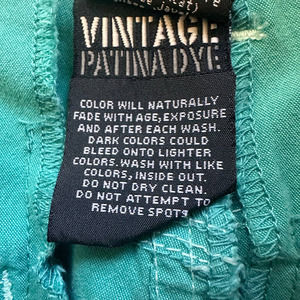 VINTAGE
PATINA DYE
COLOR WILL NATURALLY
FADE WITH AGE, EXPOSURE
AND AFTER EACH WASH.
DARK COLORS COULD
BLEED ONTO LIGHTER
COLORS. WASH WITH LIKE
COLORS, INSIDE OUT.
DO NOT DRY CLEAN.
DO NOT ATTEMPT TO
REMOVE SPOTS